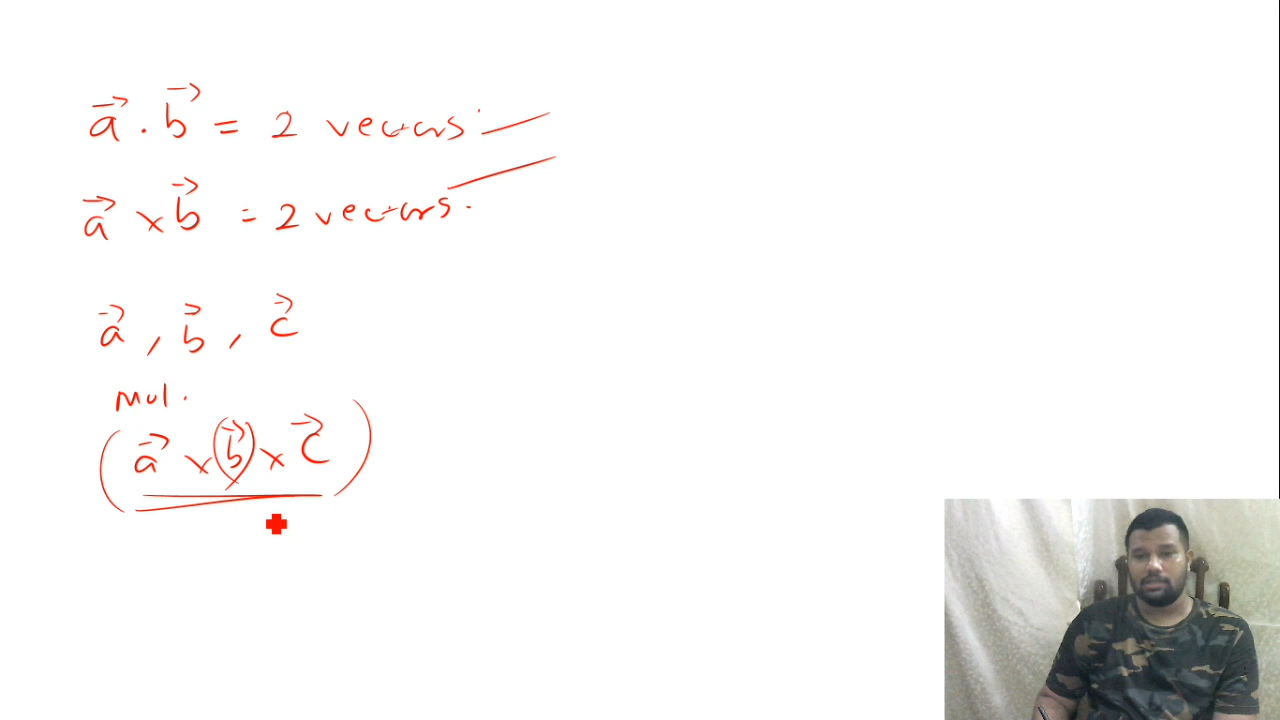 a⃗ . b⃗ = 2 vectors.
a⃗ × b⃗ = 2 vectors.
a⃗ , b⃗ , c⃗
mul.
(a⃗ × (b⃗) × c⃗)